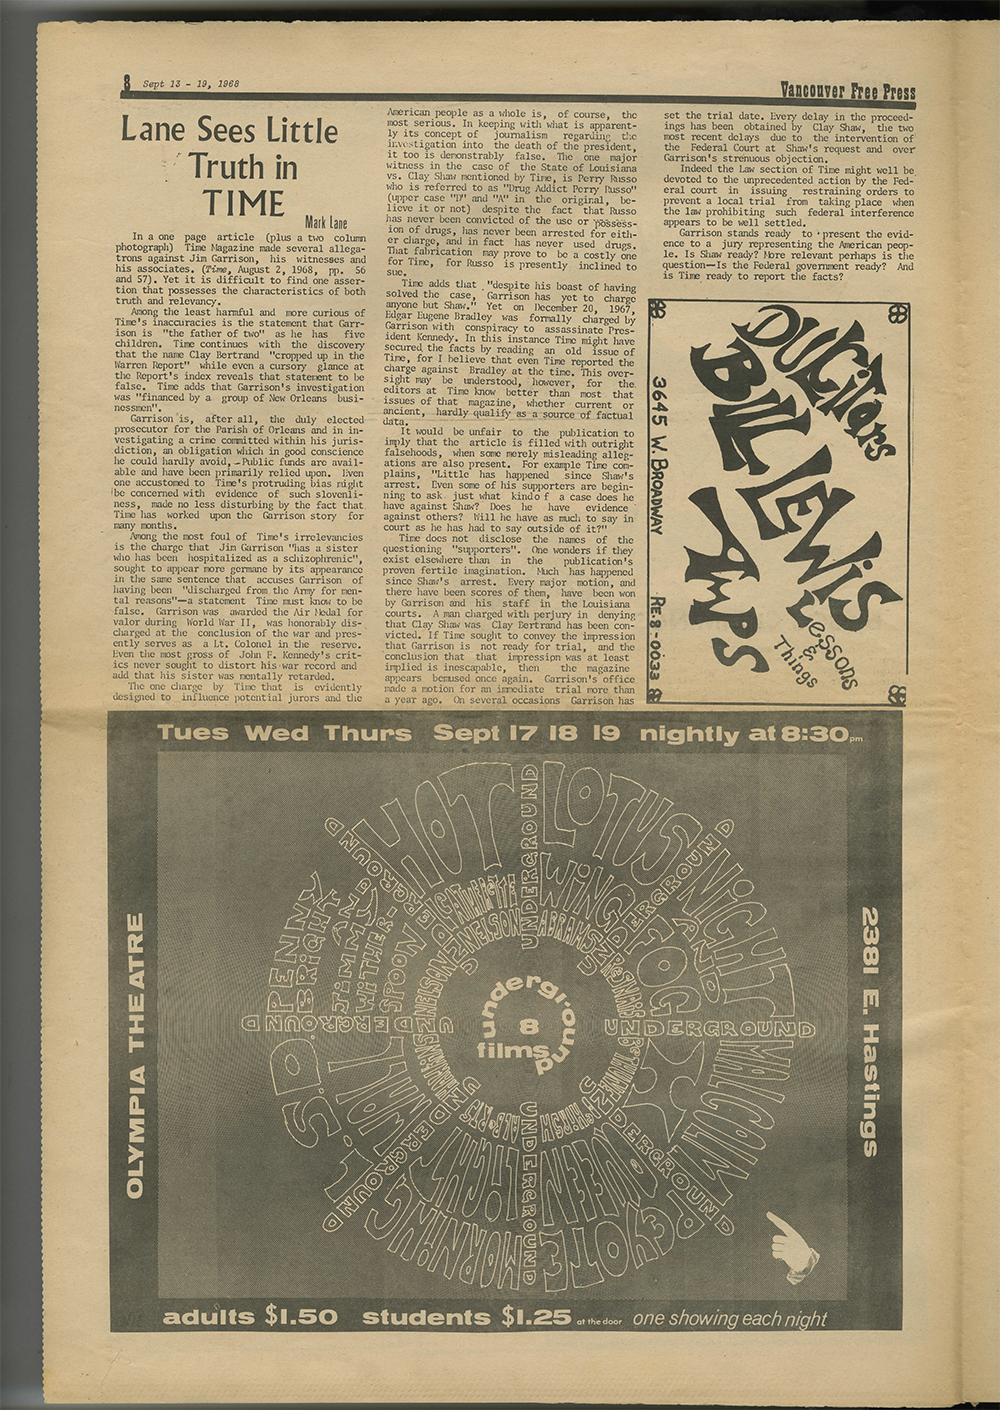 8 Sept 13 - 19, 1968
Vancouver Free Press
Lane Sees Little
Truth in
TIME
Mark Lane
In a one page article (plus a two column
photograph) Time Magazine made several allega-
trons against Jim Garrison, his witnesses and
his associates. (Time, August 2, 1968, pp. 56
and 57). Yet it is difficult to find one asser-
tion that possesses the characteristics of both
truth and relevancy.
Among the least harmful and more curious of
Time's inaccuracies is the statement that Garr-
ison is "the father of two" as he has five
children. Time continues with the discovery
that the name Clay Bertrand "cropped up in the
Warren Report" while even a cursory glance at
the Report's index reveals that statement to be
false. Time adds that Garrison's investigation
was "financed by a group of New Orleans busi-
nessmen".
Garrison is, after all, the duly elected
prosecutor for the Parish of Orleans and in in-
vestigating a crime committed within his juris-
diction, an obligation which in good conscience
he could hardly avoid, Public funds are avail-
able and have been primarily relied upon. Even
one accustomed to Time's protruding bias might
be concerned with evidence of such slovenli-
ness, made no less disturbing by the fact that
Time has worked upon the Garrison story for
many months.
Among the most foul of Time's irrelevancies
is the charge that Jim Garrison "has a sister
who has been hospitalized as a schizophrenic",
sought to appear more germane by its appearance
in the same sentence that accuses Garrison of
having been "discharged from the Army for men-
tal reasons"—a statement Time must know to be
false. Garrison was awarded the Air Medal for
valor during World War II, was honorably dis-
charged at the conclusion of the war and pres-
ently serves as a Lt. Colonel in the reserve.
Even the most gross of John F. Kennedy's crit-
ics never sought to distort his war record and
add that his sister was mentally retarded.
The one charge by Time that is evidently
designed to influence potential jurors and the
American people as a whole is, of course, the
most serious. In keeping with what is apparent-
ly its concept of journalism regarding the
investigation into the death of the president,
it too is demonstrably false. The one major
witness in the case of the State of Louisiana
vs. Clay Shaw mentioned by Time, is Perry Russo
who is referred to as "Drug Addict Perry Russo"
(upper case "D" and "A" in the original, be-
lieve it or not) despite the fact that Russo
has never been convicted of the use or possess-
ion of drugs, has never been arrested for eith-
er charge, and in fact has never used drugs.
That fabrication may prove to be a costly one
for Time, for Russo is presently inclined to
sue.
Time adds that "despite his boast of having
solved the case, Garrison has yet to charge
anyone but Shaw." Yet on December 20, 1967,
Edgar Eugene Bradley was formally charged by
Garrison with conspiracy to assassinate Pres-
ident Kennedy. In this instance Time might have
secured the facts by reading an old issue of
Time, for I believe that even Time reported the
charge against Bradley at the time. This over-
sight may be understood, however, for the
editors at Time know better than most that
issues of that magazine, whether current or
ancient, hardly qualify as a source of factual
data.
It would be unfair to the publication to
imply that the article is filled with outright
falsehoods, when some merely misleading alleg-
ations are also present. For example Time com-
plains, "Little has happened since Shaw's
arrest. Even some of his supporters are begin-
ning to ask just what kindof a case does he
have against Shaw? Does he have evidence
against others? Will he have as much to say in
court as he has had to say outside of it?"
Time does not disclose the names of the
questioning "supporters". One wonders if they
exist elsewhere than in the publication's
proven fertile imagination. Much has happened
since Shaw's arrest. Every major motion, and
there have been scores of them, have been won
by Garrison and his staff in the Louisiana
courts. A man charged with perjury in denying
that Clay Shaw was Clay Bertrand has been con-
victed. If Time sought to convey the impression
that Garrison is not ready for trial, and the
conclusion that that impression was at least
implied is inescapable, then the magazine
appears bemused once again. Garrison's office
made a motion for an immediate trial more than
a year ago. On several occasions Garrison has
set the trial date. Every delay in the proceed-
ings has been obtained by Clay Shaw, the two
most recent delays due to the intervention of
the Federal Court at Shaw's request and over
Garrison's strenuous objection.
Indeed the Law section of Time might well be
devoted to the unprecedented action by the Fed-
eral court in issuing restraining orders to
prevent a local trial from taking place when
the law prohibiting such federal interference
appears to be well settled.
Garrison stands ready to present the evid-
ence to a jury representing the American peop-
le. Is Shaw ready? More relevant perhaps is the
question—Is the Federal government ready? And
is Time ready to report the facts?
3645 W. BROADWAY RE.8-0033
GUITARS
BILL LEWIS
AMPS
LESSONS
&
Things
Tues Wed Thurs Sept 17 18 19 nightly at 8:30 pm
OLYMPIA THEATRE
2381 E. Hastings
HOT LOTUS
WING
ABRAMS
UNDERGROUND
NIGHT AND
FOG
UNDERGROUND
MALCOLM
X
UNDERGROUND
PEYOTE
QUEEN
UNDERGROUND
MORNING
LIGHT
UNDERGROUND
UNDERGROUND
S.D.
PENNY
BRIGHT
JIMMY
WITHER-
SPOON
NELSON
UNDERGROUND
NELSON
UNDERGROUND
underground
8
films
adults $1.50 students $1.25 at the door one showing each night